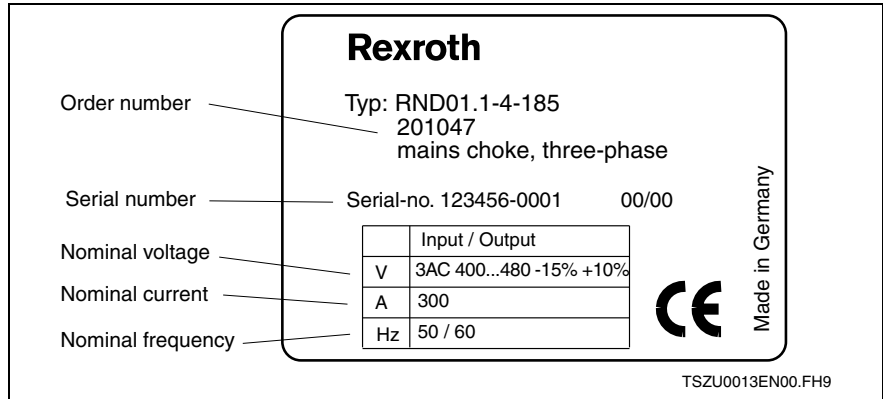 Rexroth
Order number
Typ: RND01.1-4-185
201047
mains choke, three-phase
Serial number
Serial-no. 123456-0001 00/00
Made in Germany
Input / Output
Nominal voltage
V 3AC 400...480 -15% +10%
Nominal current
A 300
Nominal frequency
Hz 50 / 60
CE
TSZU0013EN00.FH9